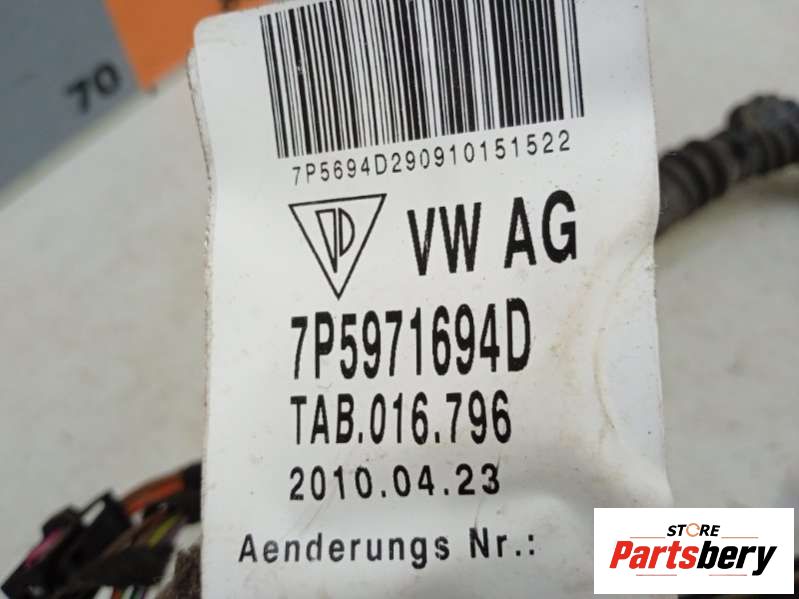 70
7P5694D290910151522
VW AG
7P5971694D
TAB.016.796
2010.04.23
Aenderungs Nr.:
STORE
Partsbery